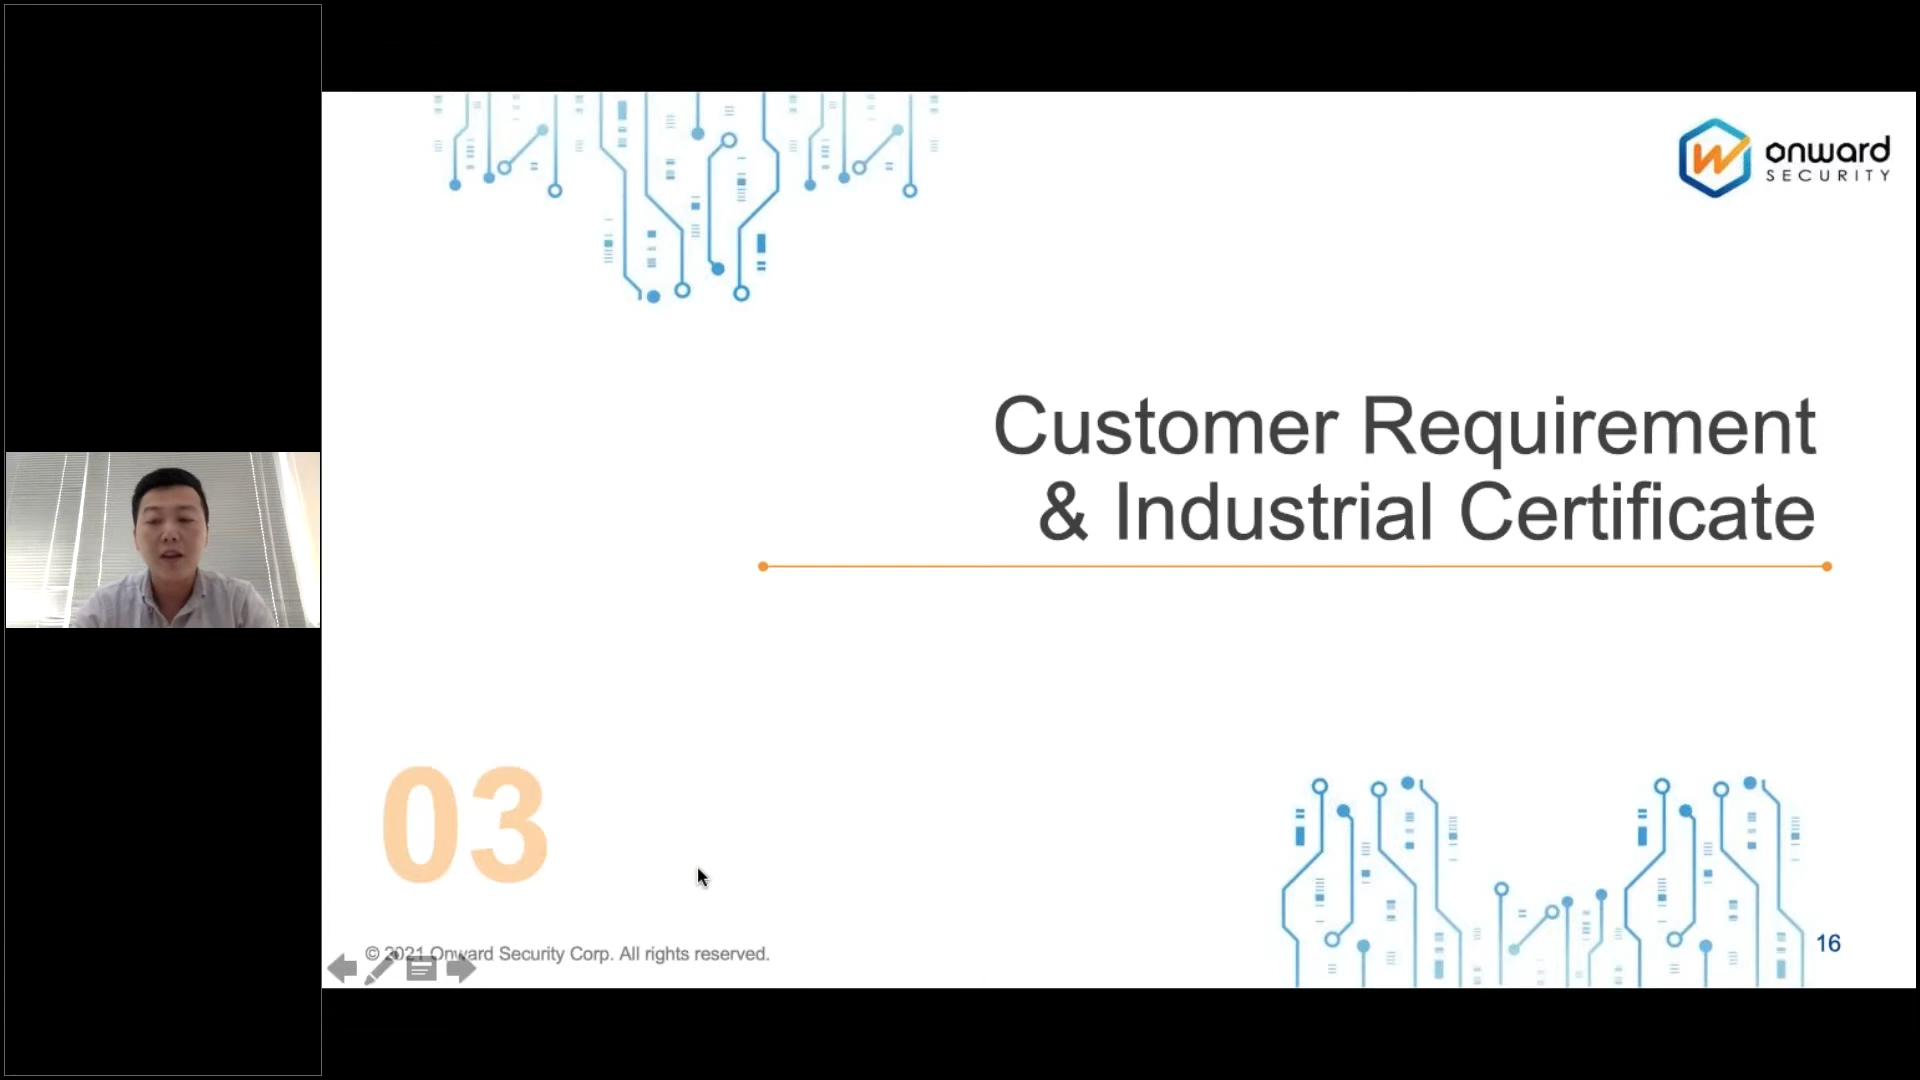 onward
SECURITY
Customer Requirement
& Industrial Certificate
03
© 2021 Onward Security Corp. All rights reserved.
16